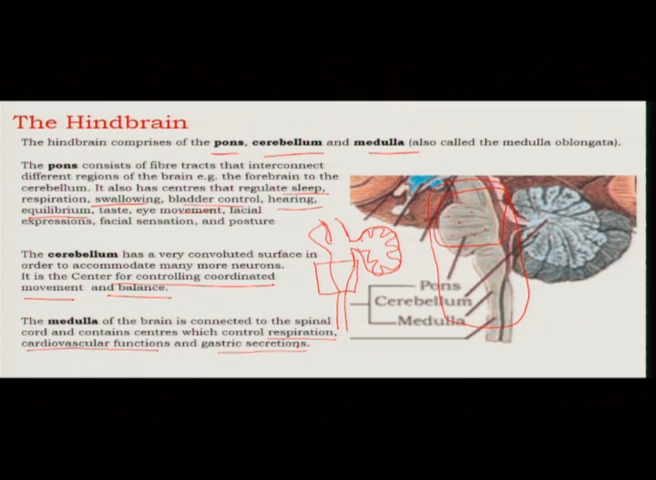 The Hindbrain
The hindbrain comprises of the pons, cerebellum and medulla (also called the medulla oblongata).
The pons consists of fibre tracts that interconnect
different regions of the brain e.g. the forebrain to the
cerebellum. It also has centres that regulate sleep,
respiration, swallowing, bladder control, hearing,
equilibrium, taste, eye movement, facial
expressions, facial sensation, and posture
The cerebellum has a very convoluted surface in
order to accommodate many more neurons.
It is the Center for controlling coordinated
movement and balance.
The medulla of the brain is connected to the spinal
cord and contains centres which control respiration,
cardiovascular functions and gastric secretions.
Pons
Cerebellum
Medulla